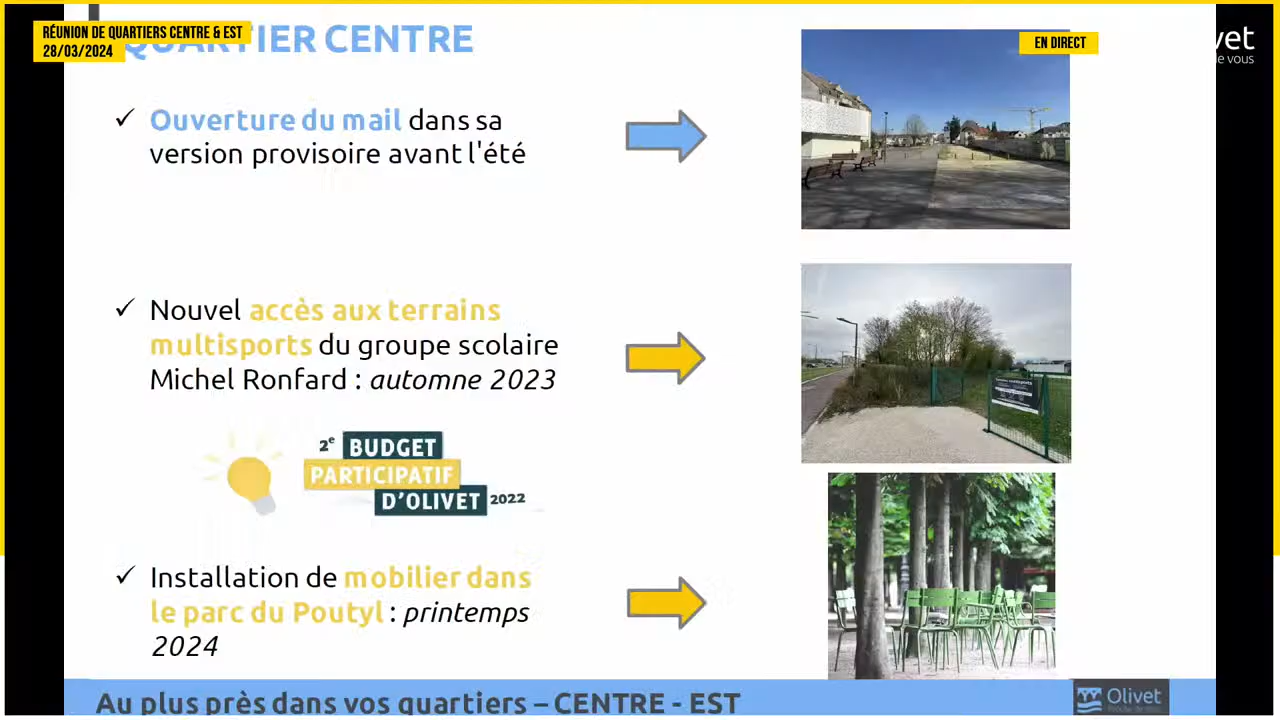 RÉUNION DE QUARTIERS CENTRE & EST
28/03/2024
QUARTIER CENTRE
EN DIRECT
vet
de vous
✓ Ouverture du mail dans sa
version provisoire avant l'été
✓ Nouvel accès aux terrains
multisports du groupe scolaire
Michel Ronfard : automne 2023
2e BUDGET
PARTICIPATIF
D'OLIVET 2022
✓ Installation de mobilier dans
le parc du Poutyl : printemps
2024
Au plus près dans vos quartiers – CENTRE - EST
Olivet